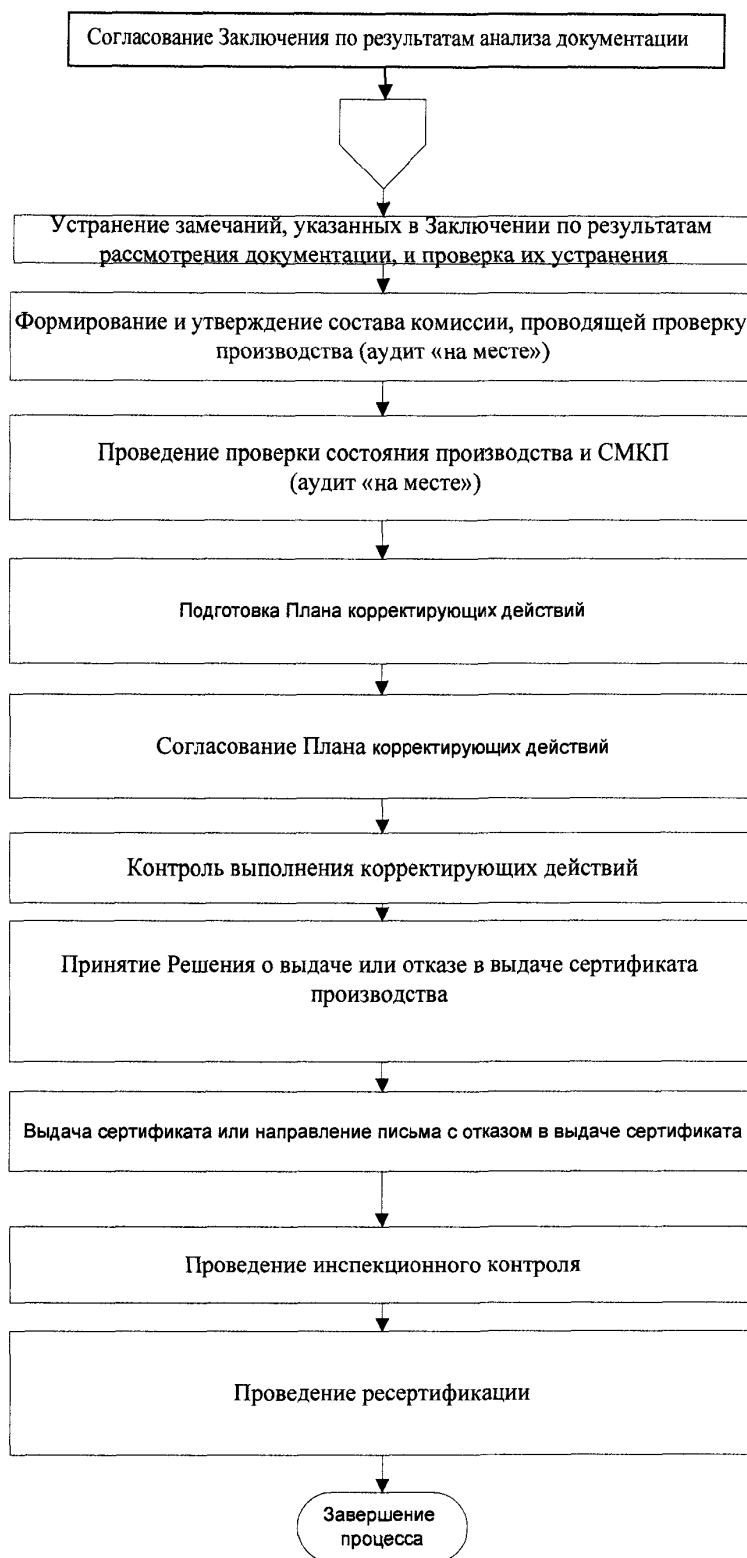 Согласование Заключения по результатам анализа документации
Устранение замечаний, указанных в Заключении по результатам
рассмотрения документации, и проверка их устранения
Формирование и утверждение состава комиссии, проводящей проверку
производства (аудит «на месте»)
Проведение проверки состояния производства и СМКП
(аудит «на месте»)
Подготовка Плана корректирующих действий
Согласование Плана корректирующих действий
Контроль выполнения корректирующих действий
Принятие Решения о выдаче или отказе в выдаче сертификата
производства
Выдача сертификата или направление письма с отказом в выдаче сертификата
Проведение инспекционного контроля
Проведение ресертификации
Завершение
процесса